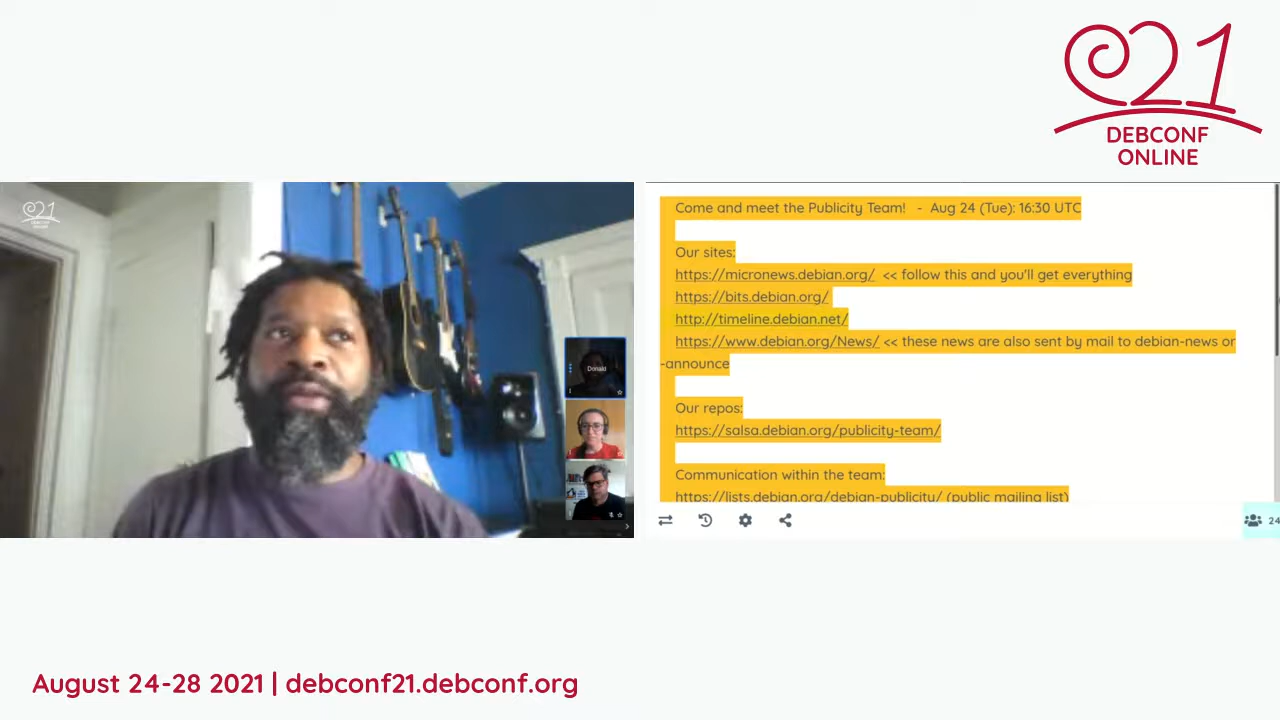 21
DEBCONF
ONLINE
Come and meet the Publicity Team!   -  Aug 24 (Tue): 16:30 UTC
Our sites:
https://micronews.debian.org/  << follow this and you'll get everything
https://bits.debian.org/
http://timeline.debian.net/
https://www.debian.org/News/ << these news are also sent by mail to debian-news or
-announce
Our repos:
https://salsa.debian.org/publicity-team/
Communication within the team:
https://lists.debian.org/debian-publicity/ (public mailing list)
24
Donald
August 24-28 2021 | debconf21.debconf.org